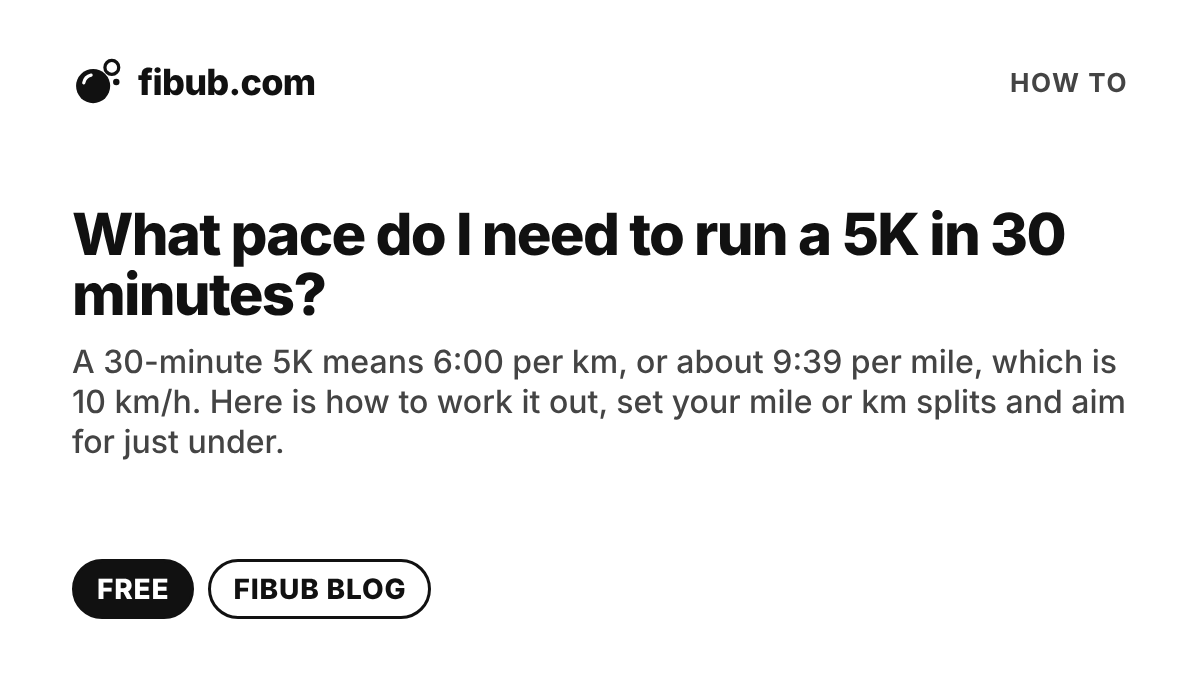 fibub.com
HOW TO
What pace do I need to run a 5K in 30
minutes?
A 30-minute 5K means 6:00 per km, or about 9:39 per mile, which is
10 km/h. Here is how to work it out, set your mile or km splits and aim
for just under.
FREE
FIBUB BLOG